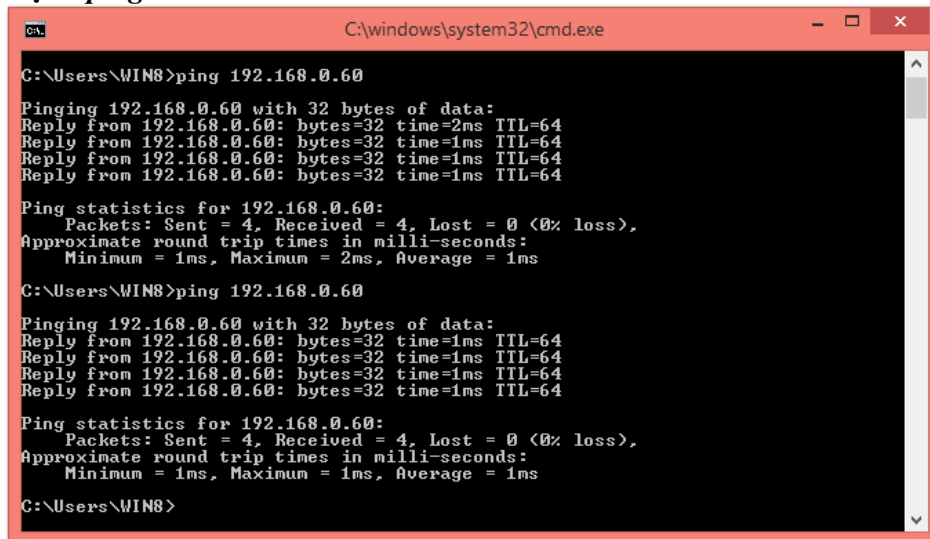 C:\windows\system32\cmd.exe
C:\Users\WIN8>ping 192.168.0.60
Pinging 192.168.0.60 with 32 bytes of data:
Reply from 192.168.0.60: bytes=32 time=2ms TTL=64
Reply from 192.168.0.60: bytes=32 time=1ms TTL=64
Reply from 192.168.0.60: bytes=32 time=1ms TTL=64
Reply from 192.168.0.60: bytes=32 time=1ms TTL=64
Ping statistics for 192.168.0.60:
Packets: Sent = 4, Received = 4, Lost = 0 (0% loss),
Approximate round trip times in milli-seconds:
Minimum = 1ms, Maximum = 2ms, Average = 1ms
C:\Users\WIN8>ping 192.168.0.60
Pinging 192.168.0.60 with 32 bytes of data:
Reply from 192.168.0.60: bytes=32 time=1ms TTL=64
Reply from 192.168.0.60: bytes=32 time=1ms TTL=64
Reply from 192.168.0.60: bytes=32 time=1ms TTL=64
Reply from 192.168.0.60: bytes=32 time=1ms TTL=64
Ping statistics for 192.168.0.60:
Packets: Sent = 4, Received = 4, Lost = 0 (0% loss),
Approximate round trip times in milli-seconds:
Minimum = 1ms, Maximum = 1ms, Average = 1ms
C:\Users\WIN8>